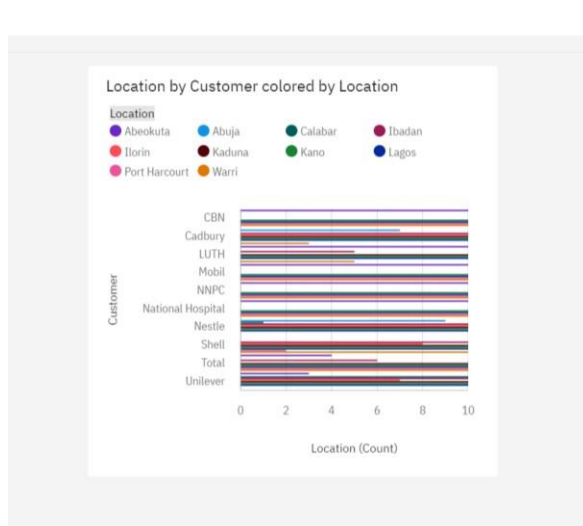 Location by Customer colored by Location
Location
Abeokuta Abuja Calabar Ibadan
Ilorin Kaduna Kano Lagos
Port Harcourt Warri
Customer
CBN
Cadbury
LUTH
Mobil
NNPC
National Hospital
Nestle
Shell
Total
Unilever
0 2 4 6 8 10
Location (Count)